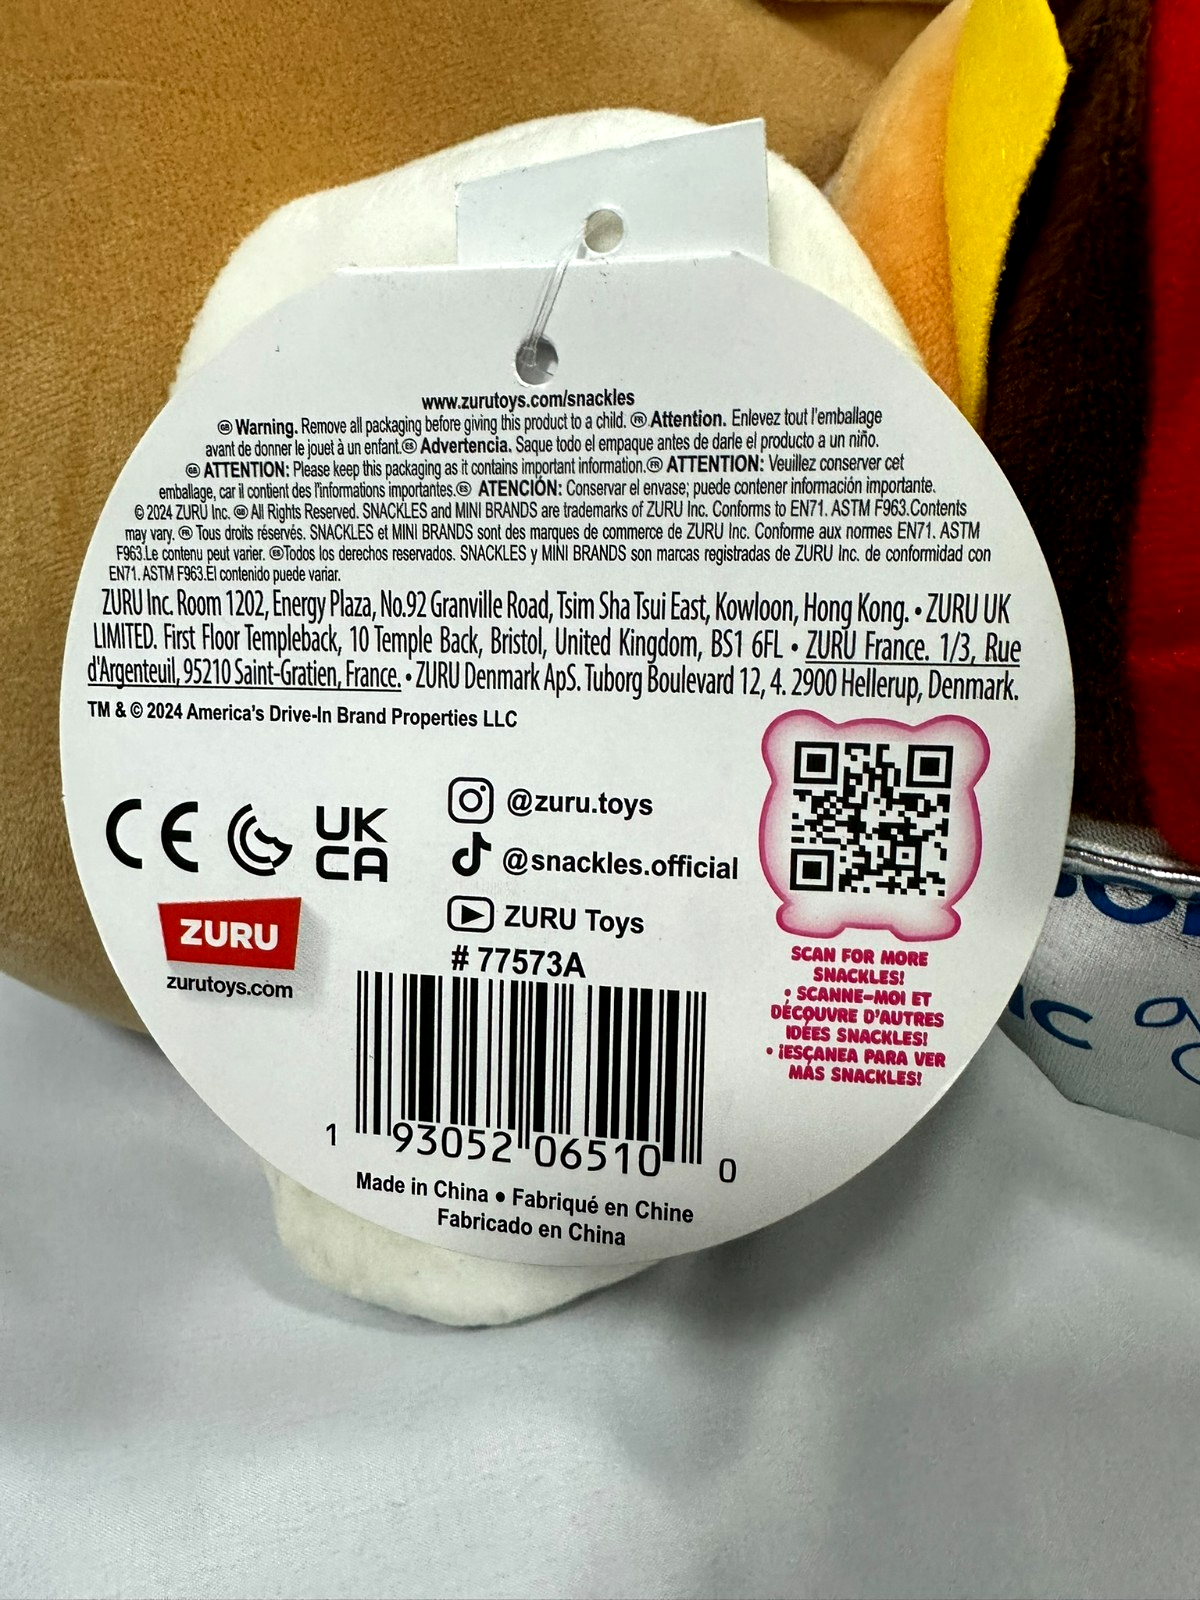 www.zurutoys.com/snackles
GB Warning. Remove all packaging before giving this product to a child. FR Attention. Enlevez tout l'emballage
avant de donner le jouet à un enfant. ES Advertencia. Saque todo el empaque antes de darle el producto a un niño.
GB ATTENTION: Please keep this packaging as it contains important information. FR ATTENTION: Veuillez conserver cet
emballage, car il contient des l'informations importantes. ES ATENCIÓN: Conservar el envase; puede contener información importante.
© 2024 ZURU Inc. GB All Rights Reserved. SNACKLES and MINI BRANDS are trademarks of ZURU Inc. Conforms to EN71. ASTM F963.Contents
may vary. FR Tous droits réservés. SNACKLES et MINI BRANDS sont des marques de commerce de ZURU Inc. Conforme aux normes EN71. ASTM
F963.Le contenu peut varier. ES Todos los derechos reservados. SNACKLES y MINI BRANDS son marcas registradas de ZURU Inc. de conformidad con
EN71. ASTM F963.El contenido puede variar.
ZURU Inc. Room 1202, Energy Plaza, No.92 Granville Road, Tsim Sha Tsui East, Kowloon, Hong Kong. • ZURU UK
LIMITED. First Floor Templeback, 10 Temple Back, Bristol, United Kingdom, BS1 6FL • ZURU France. 1/3, Rue
d'Argenteuil, 95210 Saint-Gratien, France. • ZURU Denmark ApS. Tuborg Boulevard 12, 4. 2900 Hellerup, Denmark.
TM & © 2024 America's Drive-In Brand Properties LLC
CE
UK
CA
@zuru.toys
@snackles.official
ZURU Toys
ZURU
zurutoys.com
# 77573A
1 93052 06510 0
SCAN FOR MORE
SNACKLES!
• SCANNE-MOI ET
DÉCOUVRE D'AUTRES
IDÉES SNACKLES!
• ¡ESCANEA PARA VER
MÁS SNACKLES!
Made in China • Fabriqué en Chine
Fabricado en China